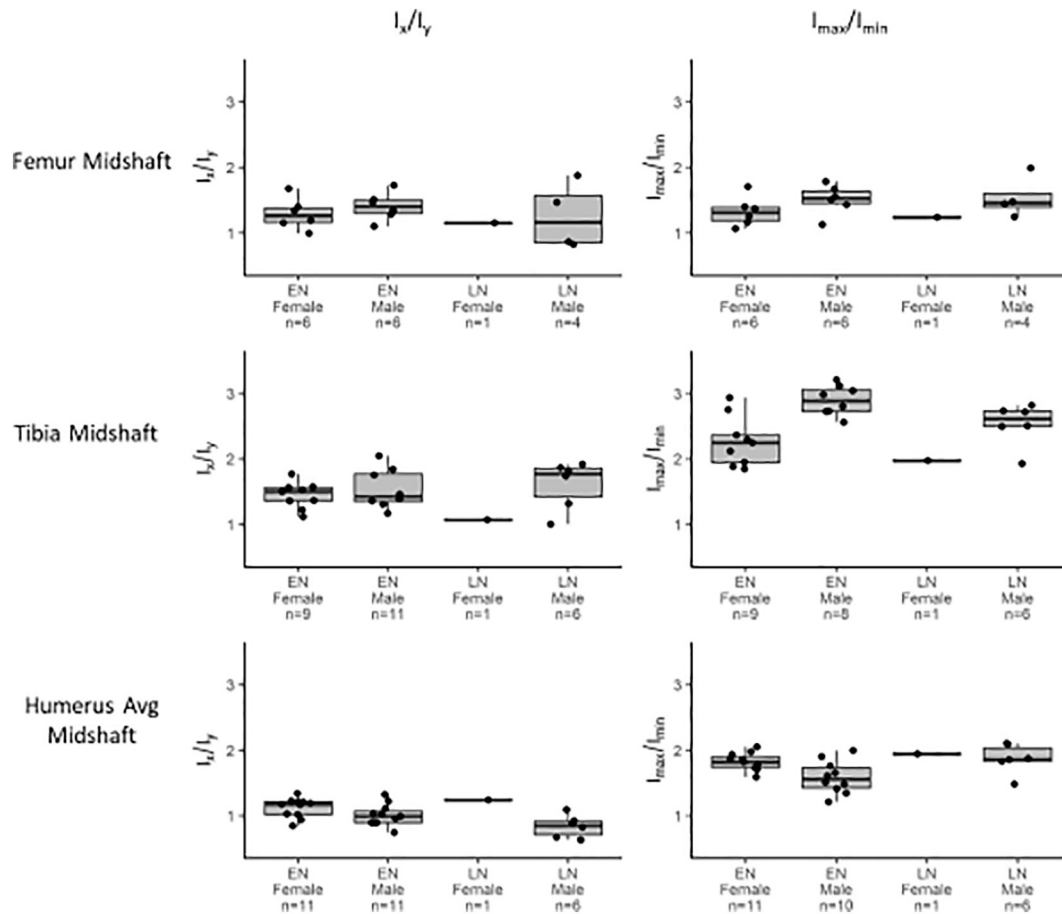 Ix/Iy
Imax/Imin
Femur Midshaft
Ix/Iy
3
2
1
EN
Female
n=6
EN
Male
n=6
LN
Female
n=1
LN
Male
n=4
Imax/Imin
3
2
1
EN
Female
n=6
EN
Male
n=6
LN
Female
n=1
LN
Male
n=4
Tibia Midshaft
Ix/Iy
3
2
1
EN
Female
n=9
EN
Male
n=11
LN
Female
n=1
LN
Male
n=6
Imax/Imin
3
2
1
EN
Female
n=9
EN
Male
n=8
LN
Female
n=1
LN
Male
n=6
Humerus Avg
Midshaft
Ix/Iy
3
2
1
EN
Female
n=11
EN
Male
n=11
LN
Female
n=1
LN
Male
n=6
Imax/Imin
3
2
1
EN
Female
n=11
EN
Male
n=10
LN
Female
n=1
LN
Male
n=6